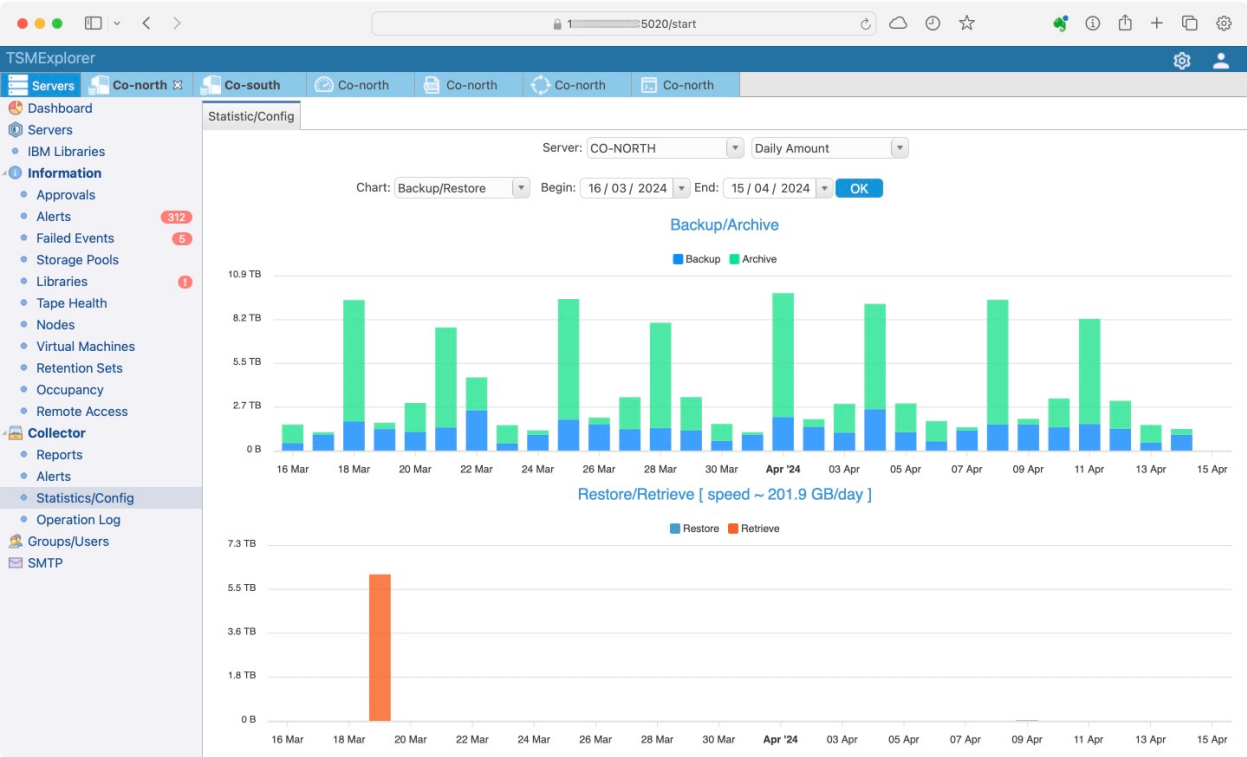 1 5020/start
TSMExplorer
Servers Co-north Co-south Co-north Co-north Co-north Co-north
Dashboard
Servers
IBM Libraries
Information
Approvals
Alerts 312
Failed Events 5
Storage Pools
Libraries !
Tape Health
Nodes
Virtual Machines
Retention Sets
Occupancy
Remote Access
Collector
Reports
Alerts
Statistics/Config
Operation Log
Groups/Users
SMTP
Statistic/Config
Server: CO-NORTH Daily Amount
Chart: Backup/Restore Begin: 16 / 03 / 2024 End: 15 / 04 / 2024 OK
Backup/Archive
Backup Archive
10.9 TB
8.2 TB
5.5 TB
2.7 TB
0 B
16 Mar 18 Mar 20 Mar 22 Mar 24 Mar 26 Mar 28 Mar 30 Mar Apr '24 03 Apr 05 Apr 07 Apr 09 Apr 11 Apr 13 Apr 15 Apr
Restore/Retrieve [ speed ~ 201.9 GB/day ]
Restore Retrieve
7.3 TB
5.5 TB
3.6 TB
1.8 TB
0 B
16 Mar 18 Mar 20 Mar 22 Mar 24 Mar 26 Mar 28 Mar 30 Mar Apr '24 03 Apr 05 Apr 07 Apr 09 Apr 11 Apr 13 Apr 15 Apr